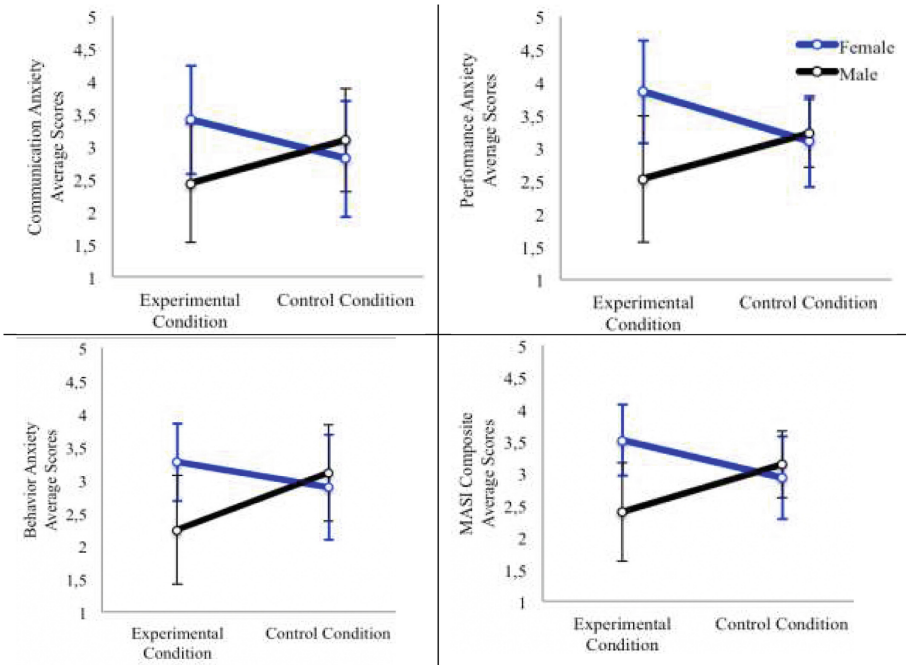 Communication Anxiety
Average Scores
5
4,5
4
3,5
3
2,5
2
1,5
1
Experimental
Condition
Control Condition
Performance Anxiety
Average Scores
5
4,5
4
3,5
3
2,5
2
1,5
1
Female
Male
Experimental
Condition
Control Condition
Behavior Anxiety
Average Scores
5
4,5
4
3,5
3
2,5
2
1,5
1
Experimental
Condition
Control Condition
MASI Composite
Average Scores
5
4,5
4
3,5
3
2,5
2
1,5
1
Experimental
Condition
Control Condition